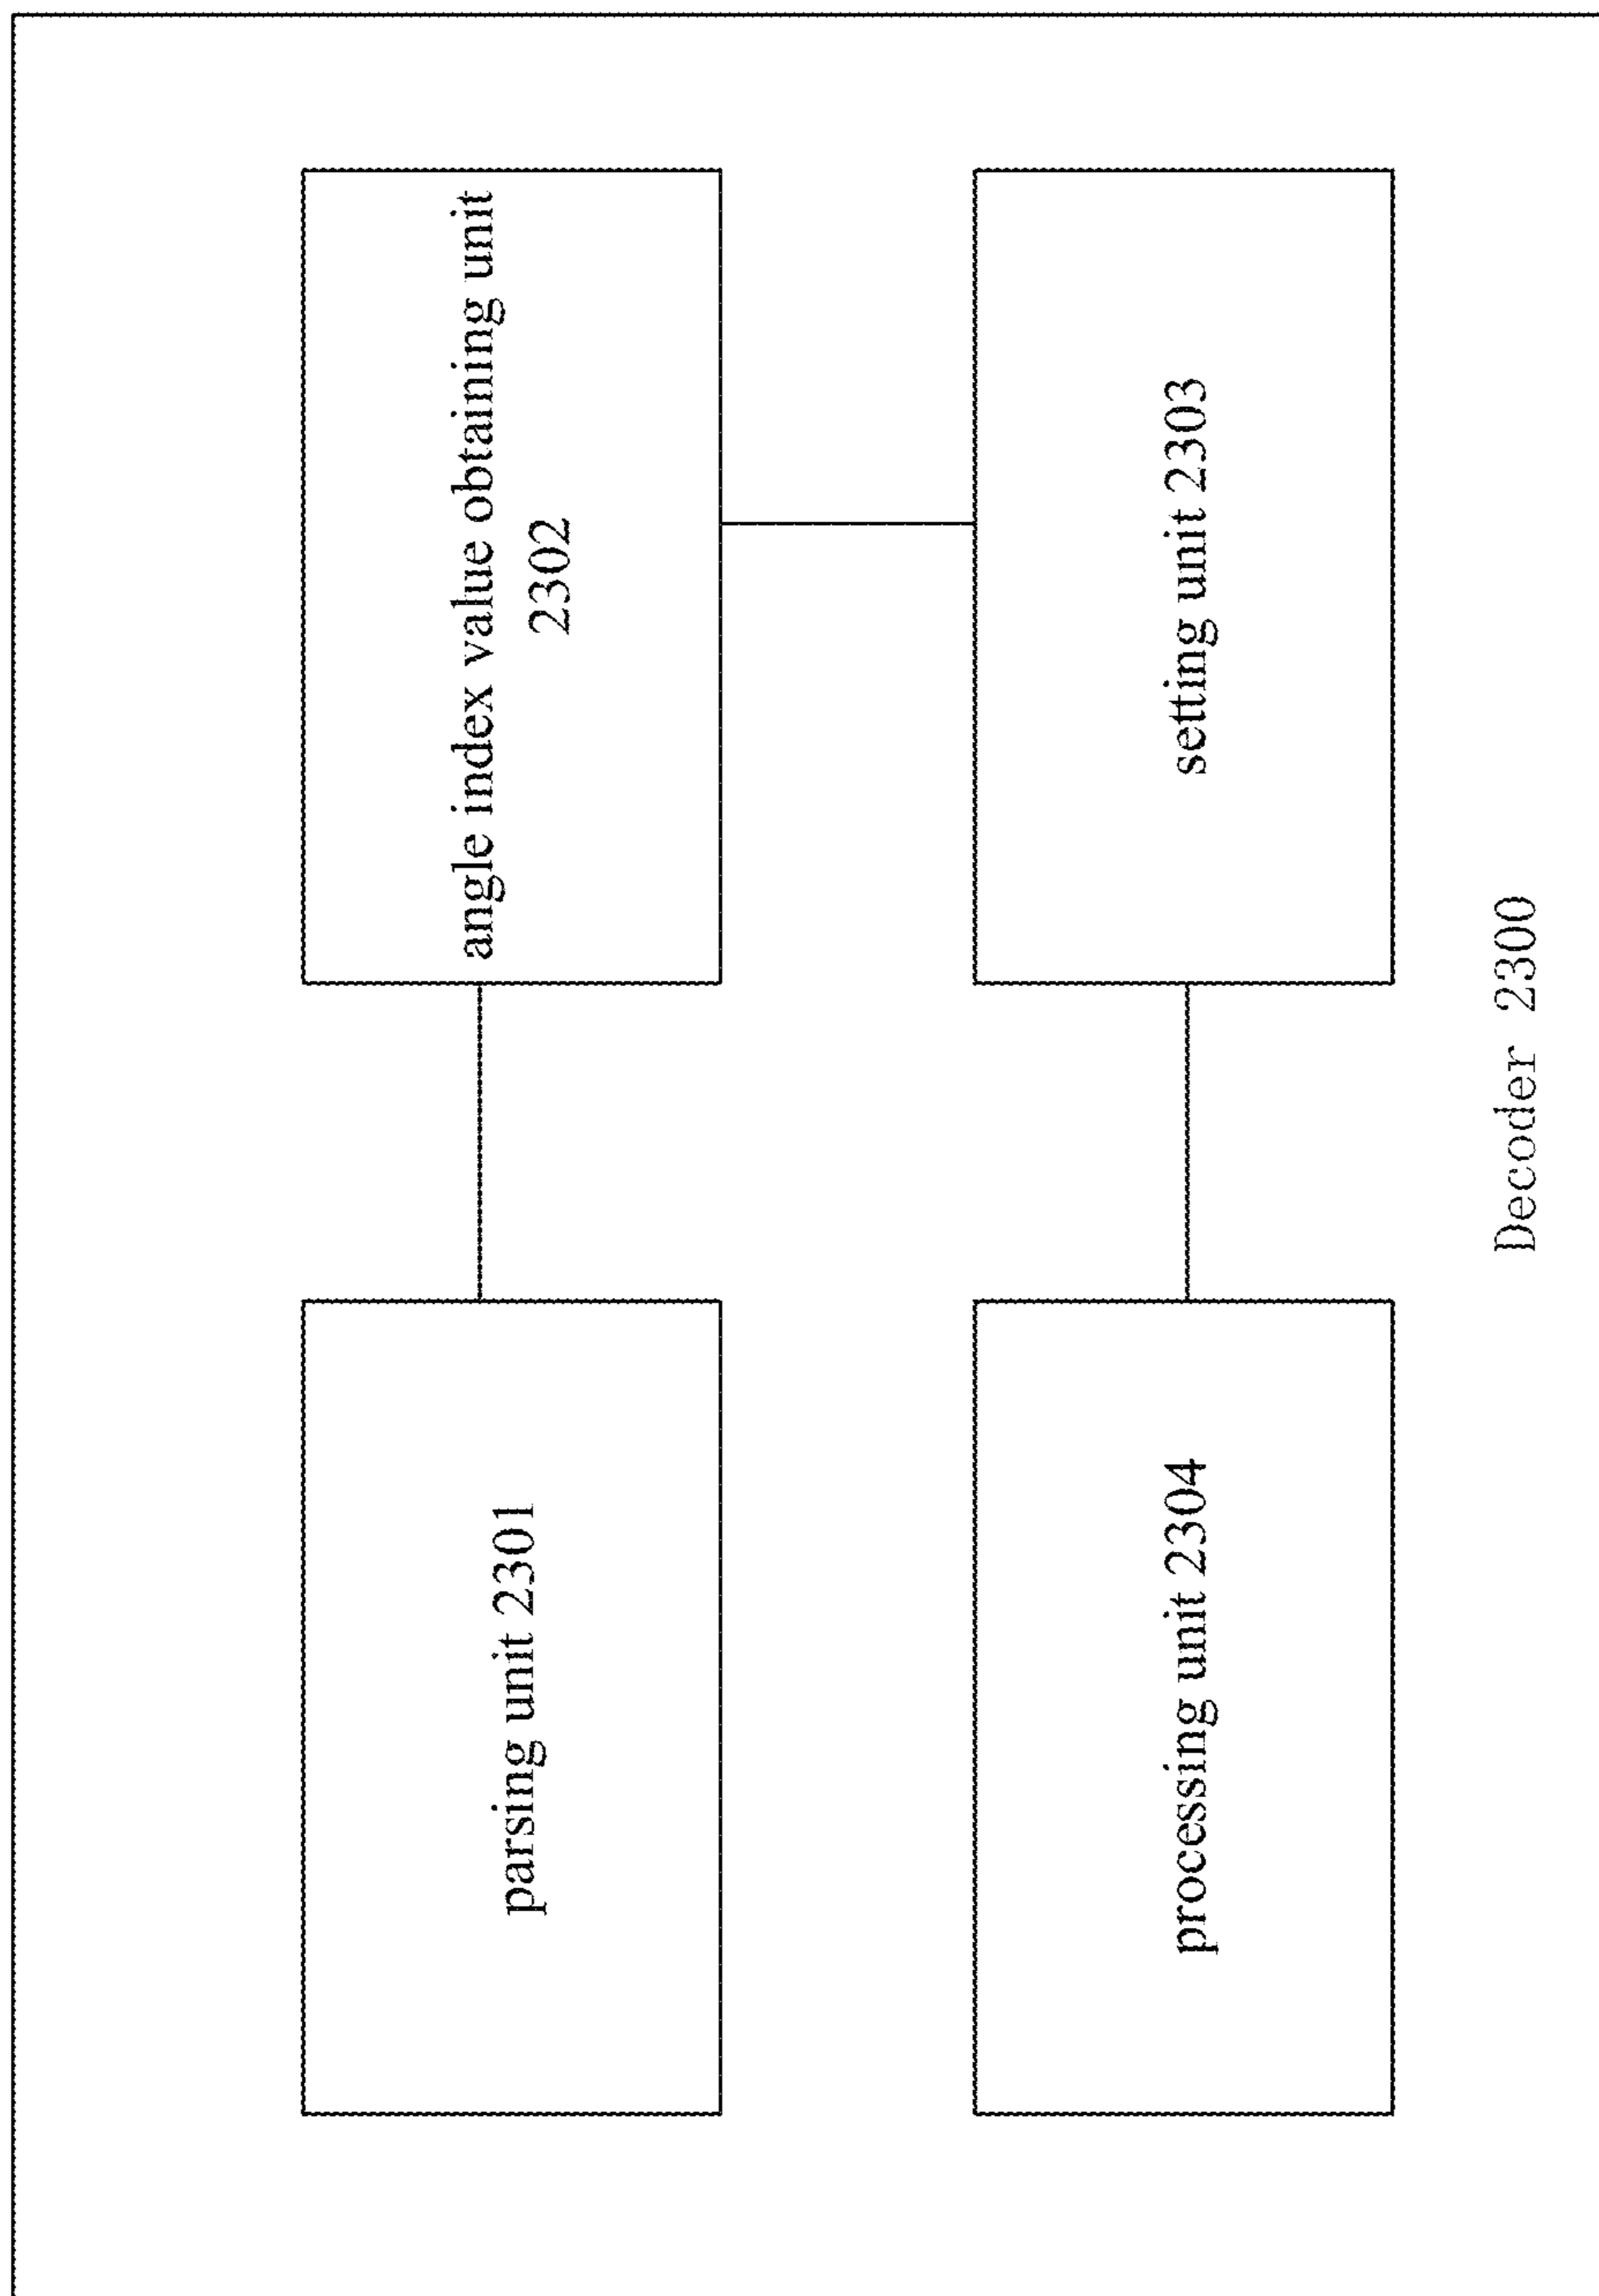 parsing unit 2301
angle index value obtaining unit
2302
processing unit 2304
setting unit 2303
Decoder 2300